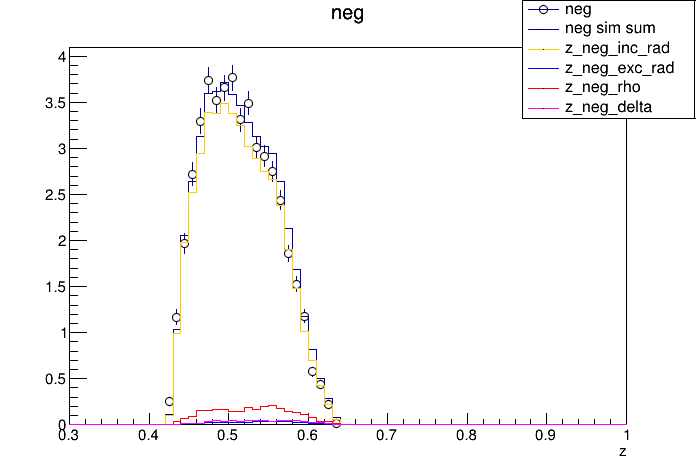 neg
neg
neg sim sum
z_neg_inc_rad
z_neg_exc_rad
z_neg_rho
z_neg_delta
4
3.5
3
2.5
2
1.5
1
0.5
0
0.3 0.4 0.5 0.6 0.7 0.8 0.9 1
z